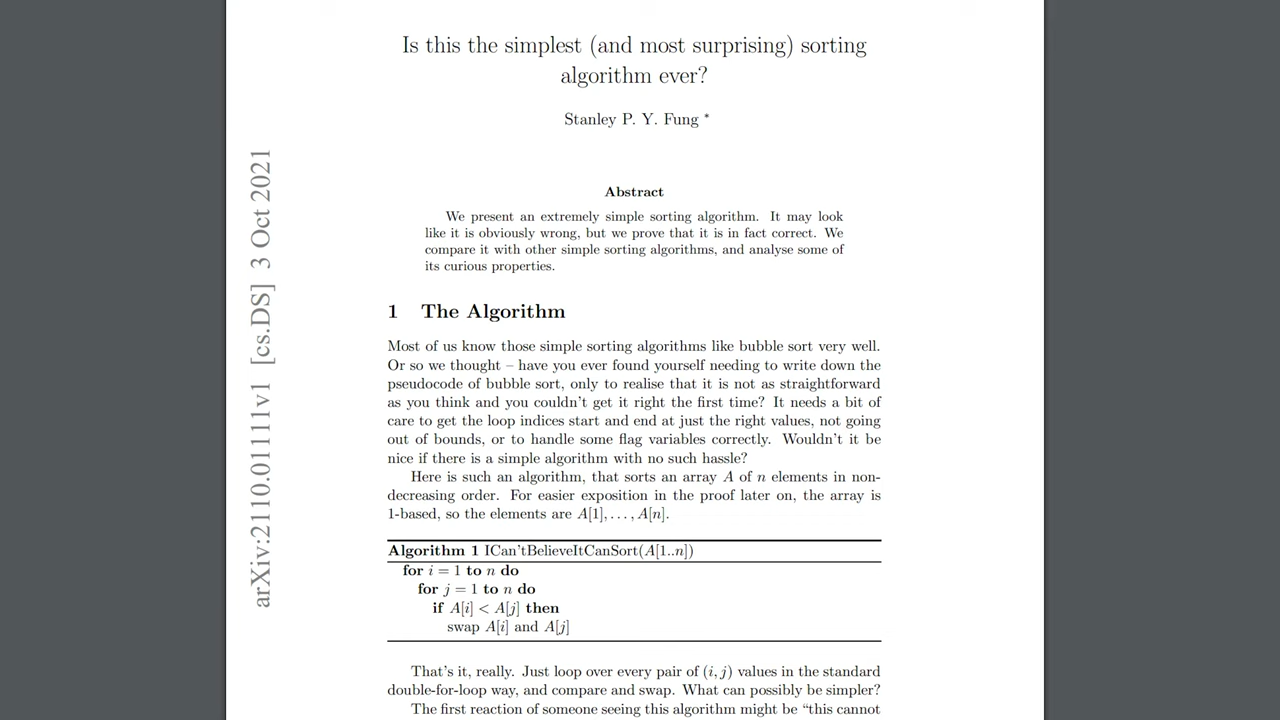 Is this the simplest (and most surprising) sorting
algorithm ever?
Stanley P. Y. Fung *
arXiv:2110.01111v1 [cs.DS] 3 Oct 2021
Abstract
We present an extremely simple sorting algorithm. It may look
like it is obviously wrong, but we prove that it is in fact correct. We
compare it with other simple sorting algorithms, and analyse some of
its curious properties.
1 The Algorithm
Most of us know those simple sorting algorithms like bubble sort very well.
Or so we thought – have you ever found yourself needing to write down the
pseudocode of bubble sort, only to realise that it is not as straightforward
as you think and you couldn't get it right the first time? It needs a bit of
care to get the loop indices start and end at just the right values, not going
out of bounds, or to handle some flag variables correctly. Wouldn't it be
nice if there is a simple algorithm with no such hassle?
Here is such an algorithm, that sorts an array A of n elements in non-
decreasing order. For easier exposition in the proof later on, the array is
1-based, so the elements are A[1], . . . , A[n].
Algorithm 1 ICan'tBelieveItCanSort(A[1..n])
for i = 1 to n do
for j = 1 to n do
if A[i] < A[j] then
swap A[i] and A[j]
That's it, really. Just loop over every pair of (i, j) values in the standard
double-for-loop way, and compare and swap. What can possibly be simpler?
The first reaction of someone seeing this algorithm might be “this cannot